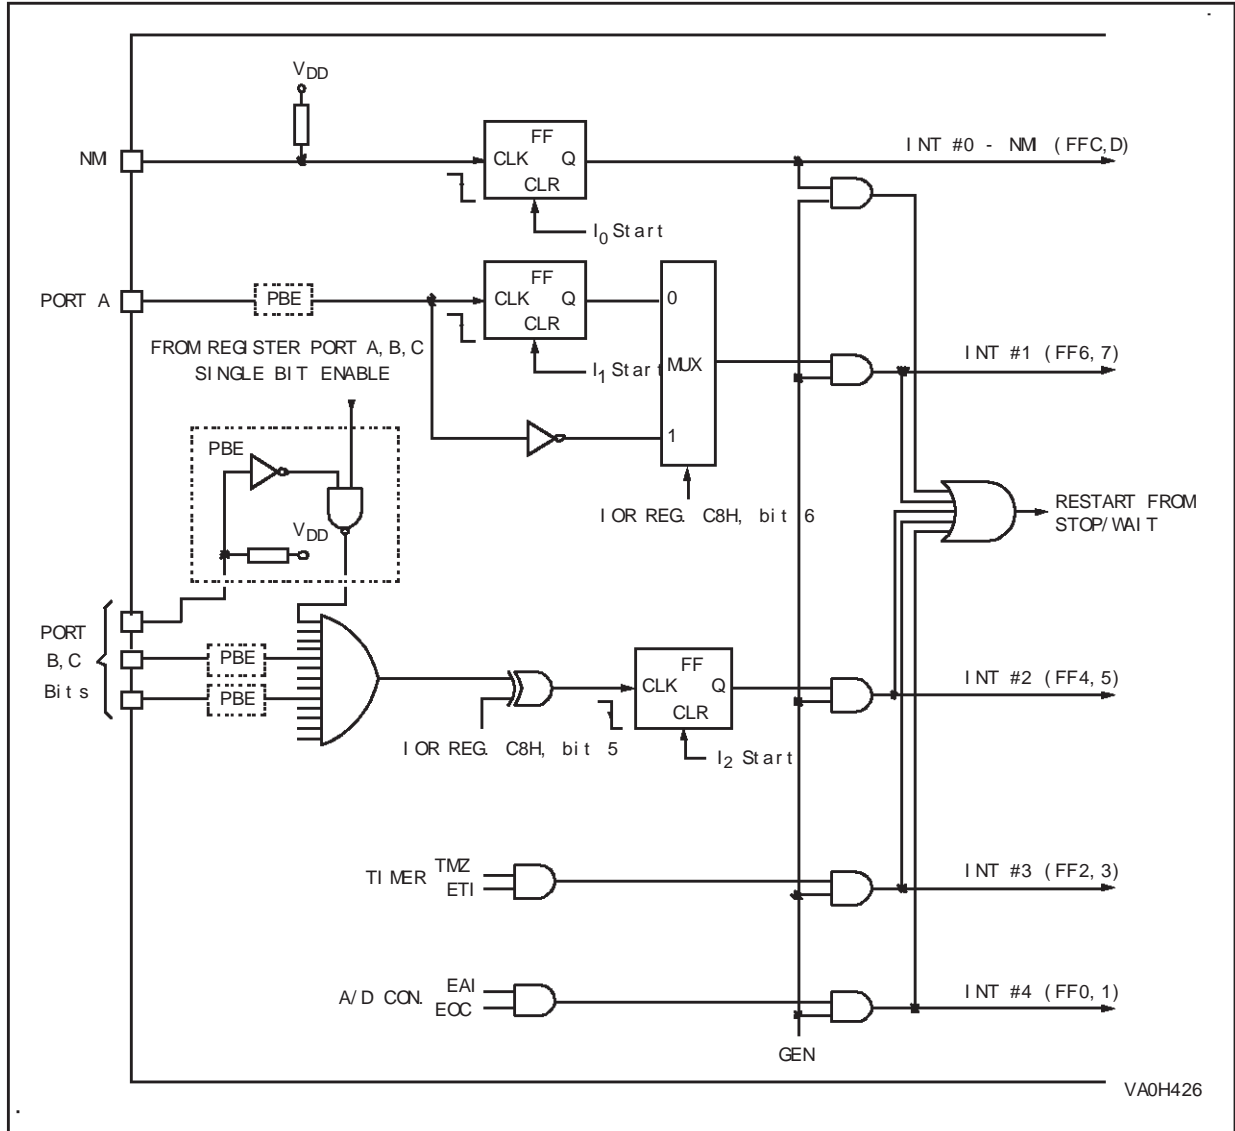 VDD
NMI
FF
CLK Q
CLR
I0 Start
INT #0 - NMI (FFC,D)
PORT A
PBE
FF
CLK Q
CLR
I1 Start
0
MUX
1
INT #1 (FF6,7)
FROM REGISTER PORT A,B,C
SINGLE BIT ENABLE
PBE
VDD
IOR REG. C8H, bit 6
RESTART FROM
STOP/WAIT
PORT
B,C
Bits
PBE
PBE
FF
CLK Q
CLR
I2 Start
IOR REG. C8H, bit 5
INT #2 (FF4,5)
TIMER TMZ
ETI
INT #3 (FF2,3)
A/D CON. EAI
EOC
INT #4 (FF0,1)
GEN
VA0H426